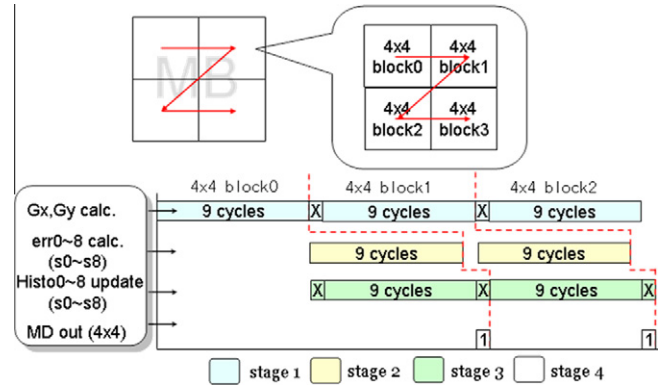 MB
4x4 4x4
block0 block1
4x4 4x4
block2 block3
4x4 block0 4x4 block1 4x4 block2
Gx,Gy calc. 9 cycles X 9 cycles X 9 cycles
err0~8 calc.
(s0~s8) 9 cycles 9 cycles
Histo0~8 update
(s0~s8) X 9 cycles X 9 cycles X
MD out (4x4) 1 1
stage 1 stage 2 stage 3 stage 4